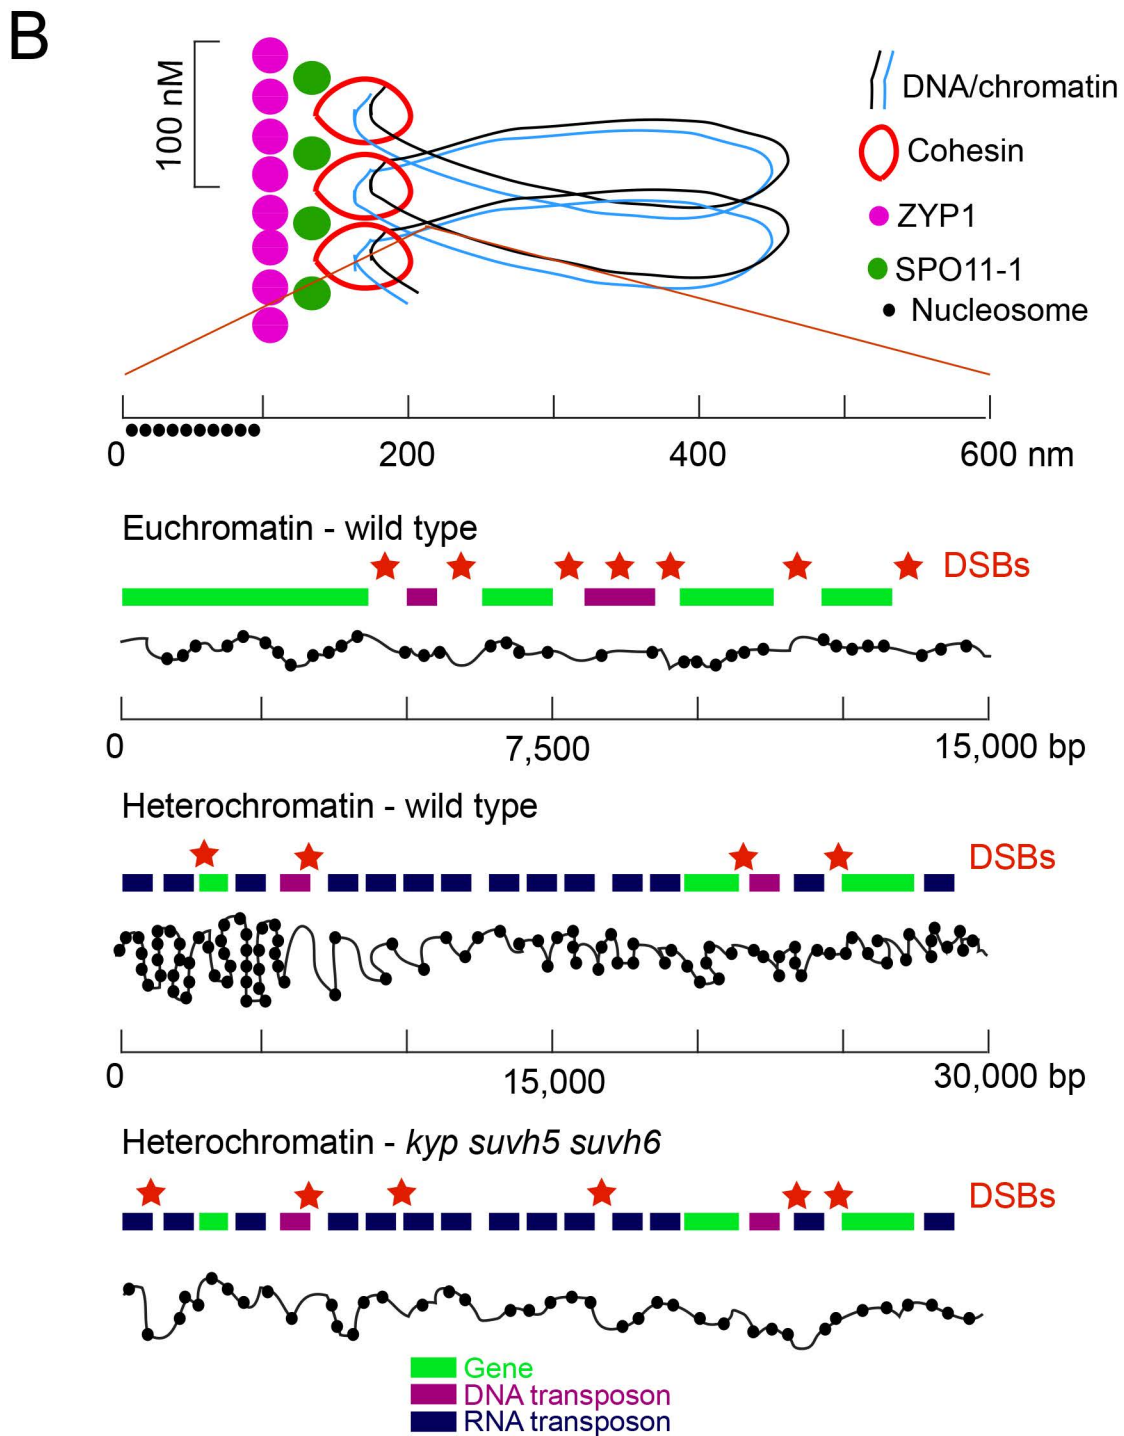 B
100 nM
DNA/chromatin
Cohesin
ZYP1
SPO11-1
Nucleosome
0 200 400 600 nm
Euchromatin - wild type
DSBs
0 7,500 15,000 bp
Heterochromatin - wild type
DSBs
0 15,000 30,000 bp
Heterochromatin - kyp suvh5 suvh6
DSBs
Gene
DNA transposon
RNA transposon